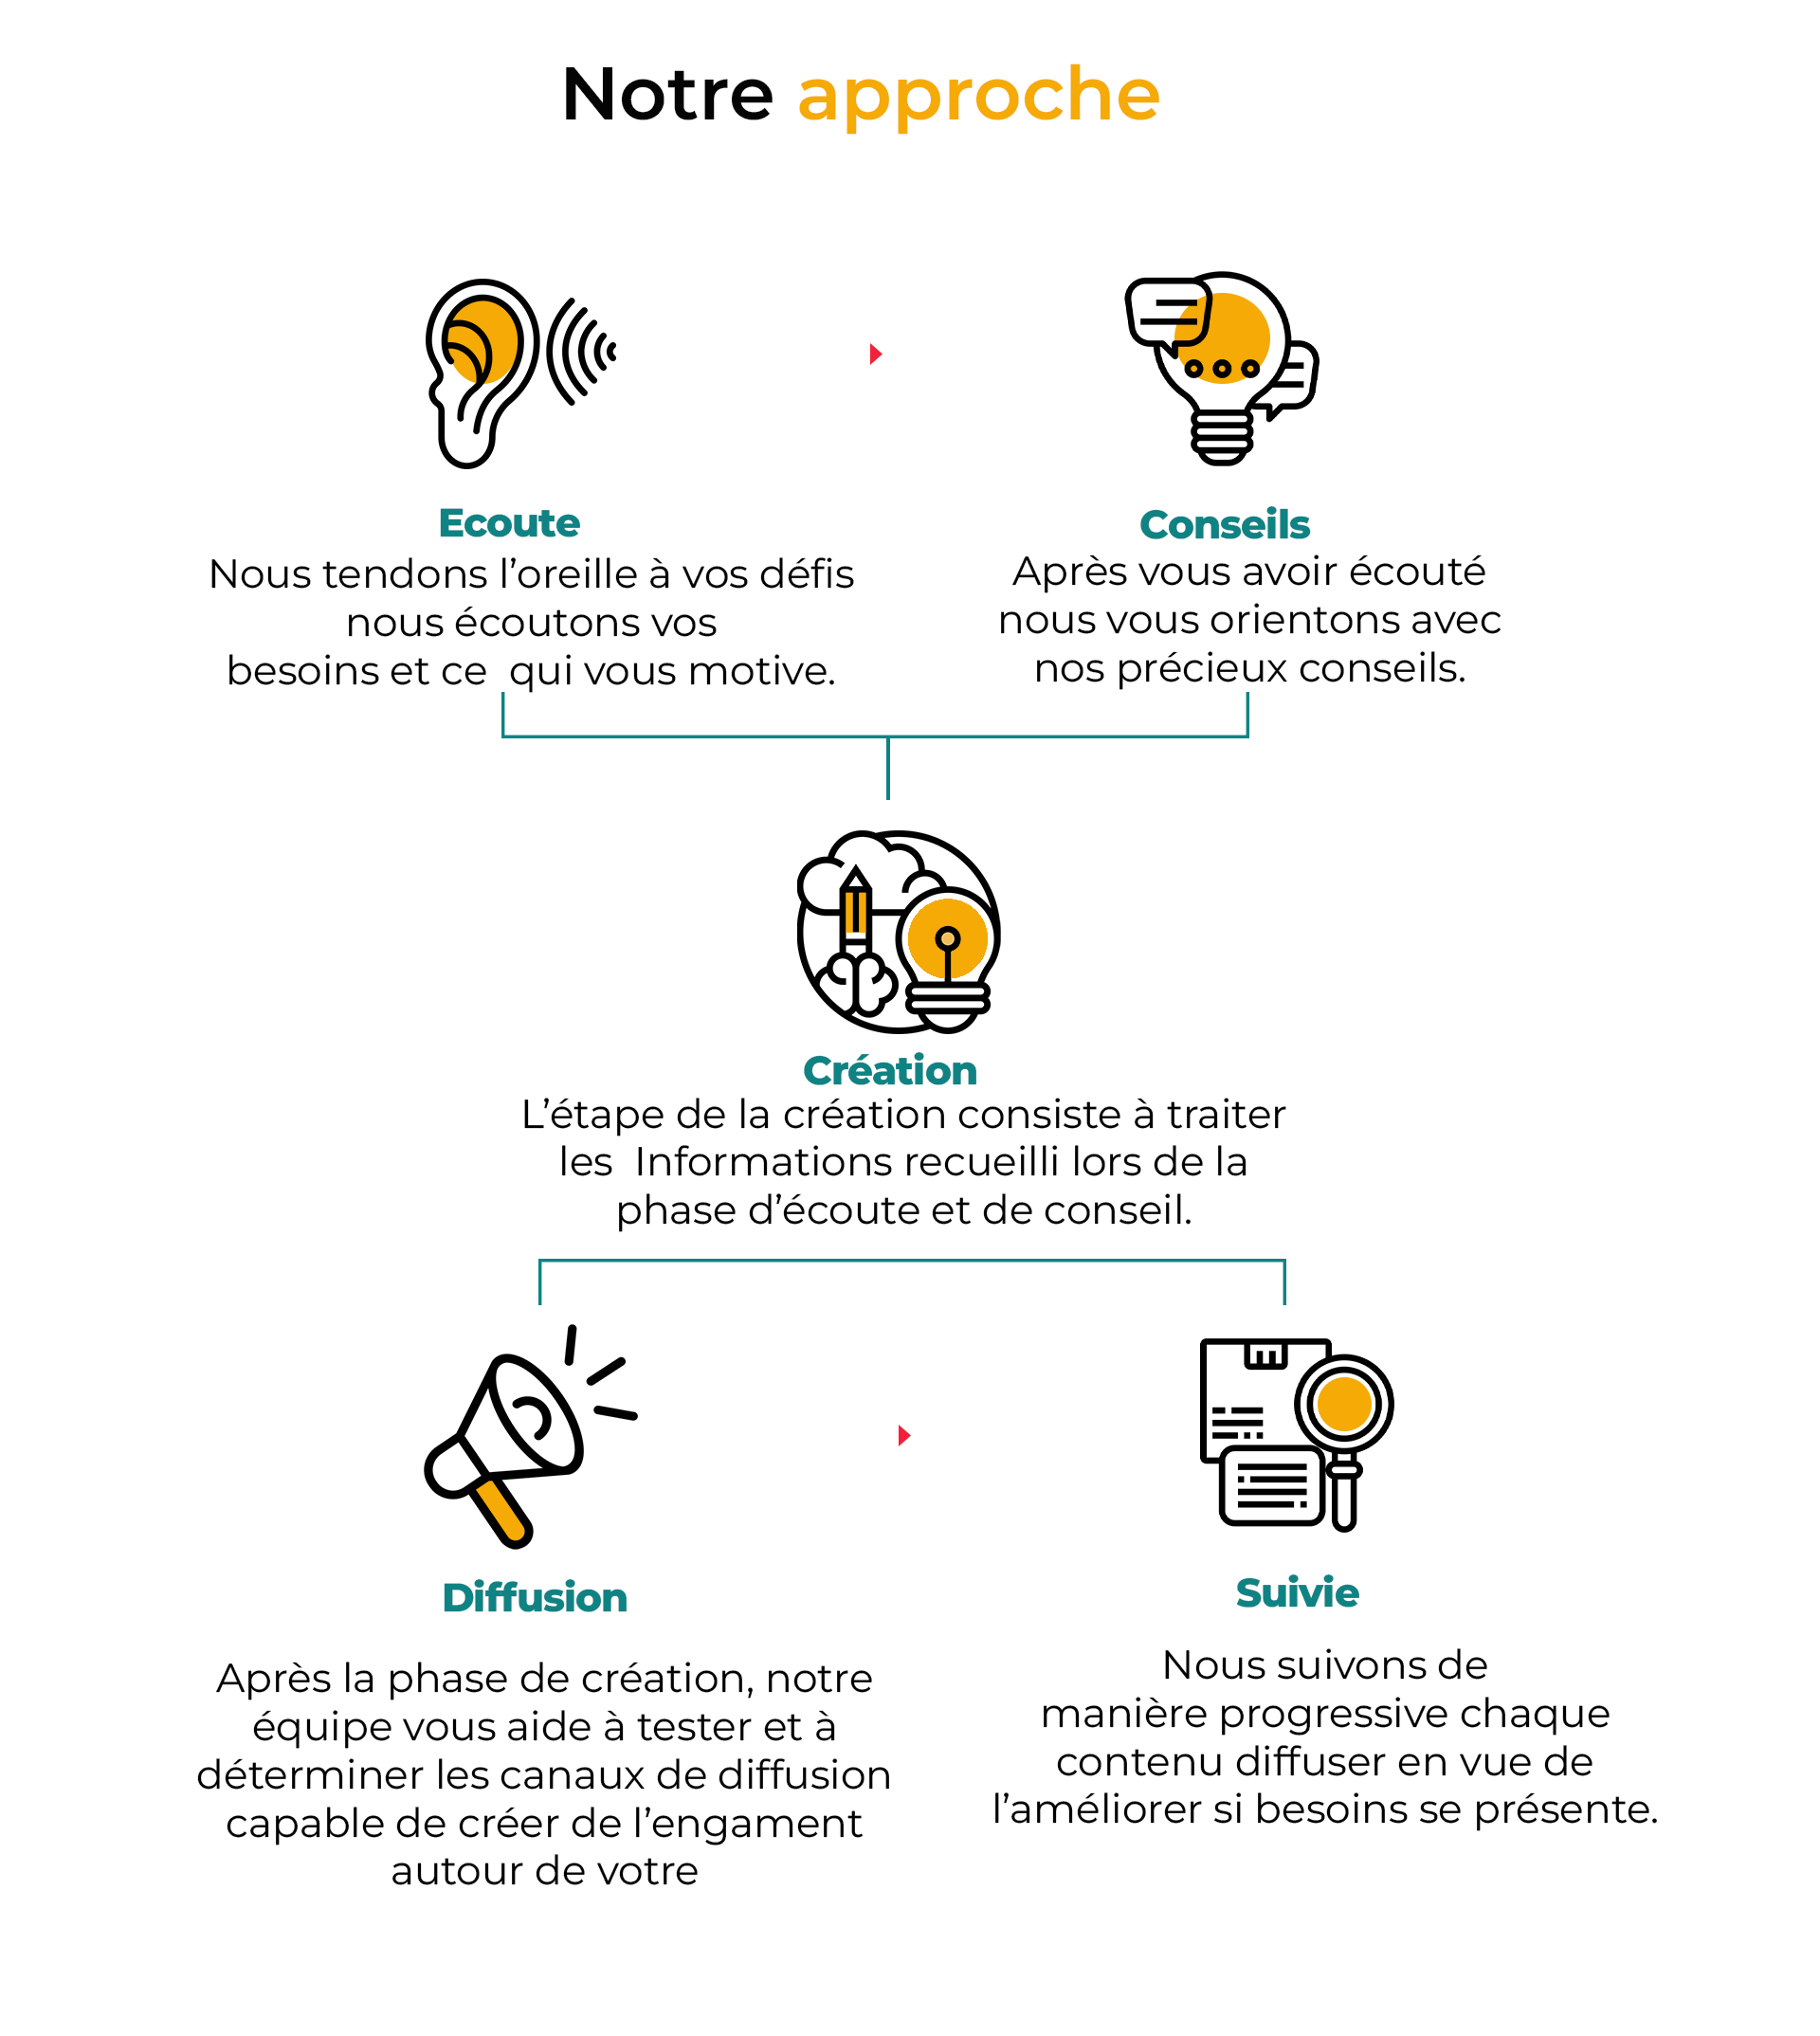 Notre approche
Ecoute
Nous tendons l’oreille à vos défis
nous écoutons vos
besoins et ce  qui vous motive.
Conseils
Après vous avoir écouté
nous vous orientons avec
nos précieux conseils.
Création
L’étape de la création consiste à traiter
les  Informations recueilli lors de la
phase d’écoute et de conseil.
Diffusion
Après la phase de création, notre
équipe vous aide à tester et à
déterminer les canaux de diffusion
capable de créer de l’engament
autour de votre
Suivie
Nous suivons de
manière progressive chaque
contenu diffuser en vue de
l’améliorer si besoins se présente.